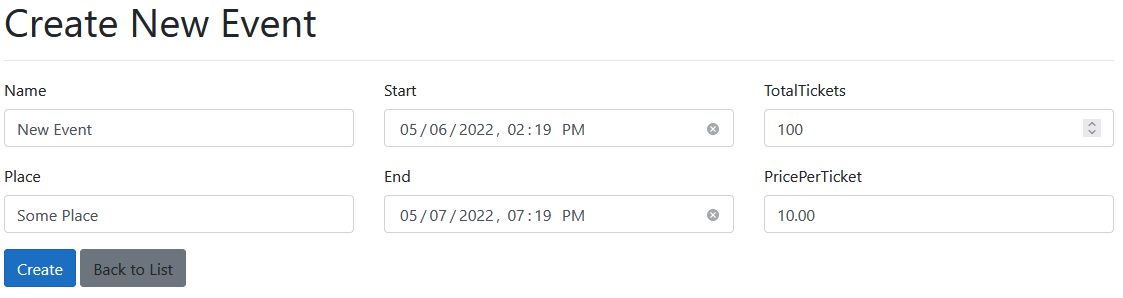 Create New Event
Name Start TotalTickets
New Event 05/06/2022, 02:19 PM 100
Place End PricePerTicket
Some Place 05/07/2022, 07:19 PM 10.00
Create Back to List